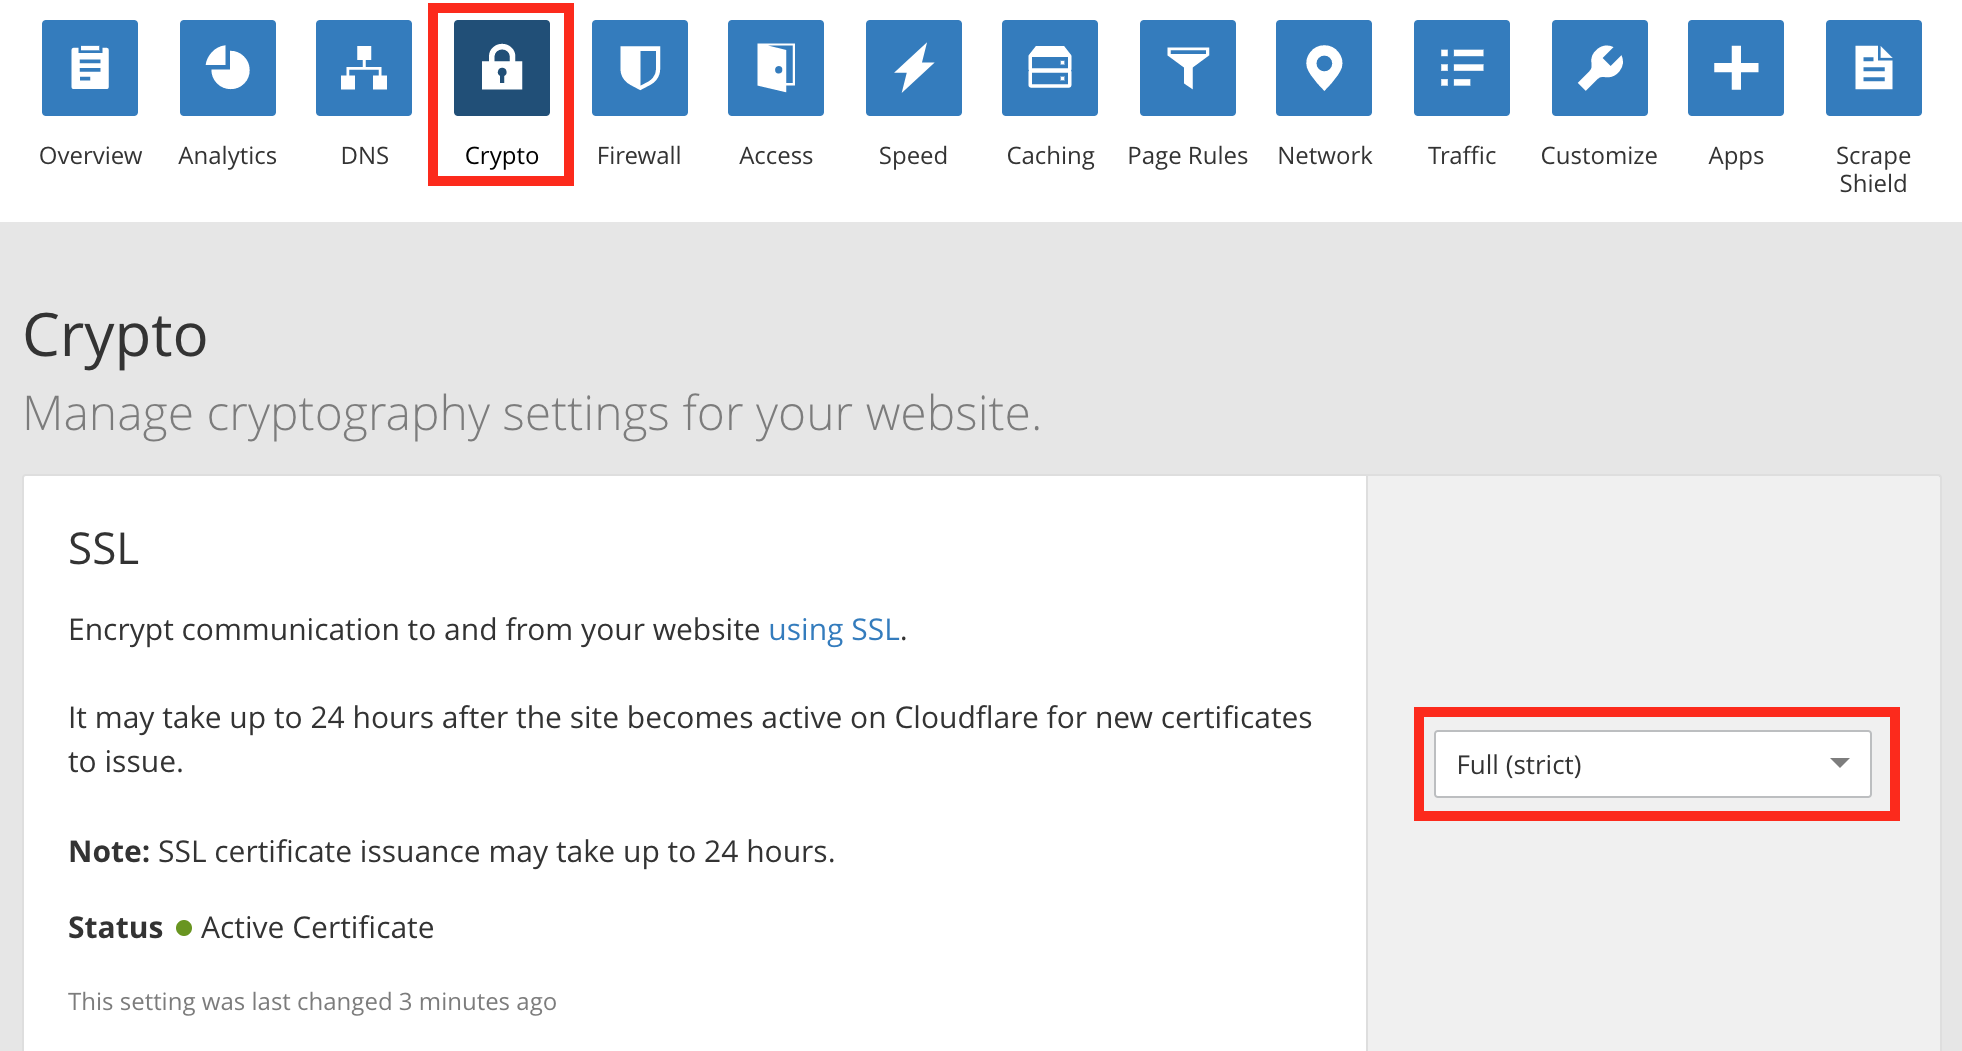 Overview Analytics DNS Crypto Firewall Access Speed Caching Page Rules Network Traffic Customize Apps Scrape
Shield
Crypto
Manage cryptography settings for your website.
SSL
Encrypt communication to and from your website using SSL.
It may take up to 24 hours after the site becomes active on Cloudflare for new certificates
to issue.
Full (strict)
Note: SSL certificate issuance may take up to 24 hours.
Status Active Certificate
This setting was last changed 3 minutes ago